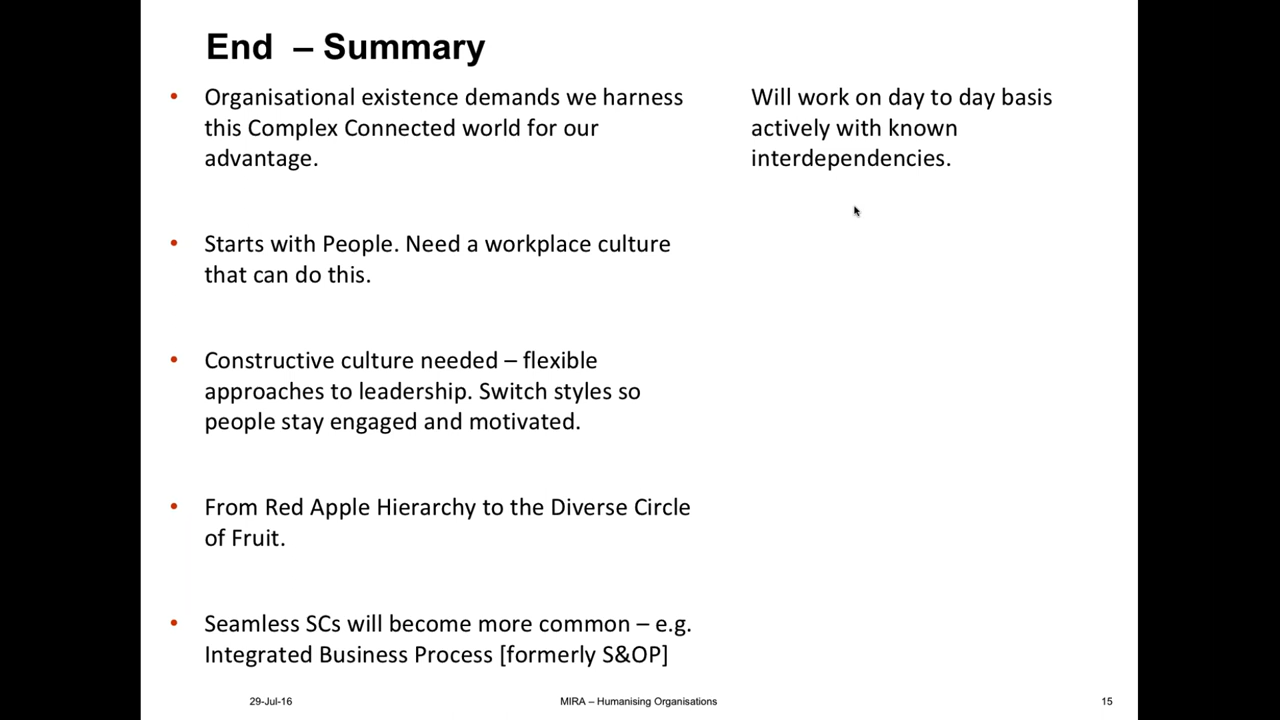 End – Summary
• Organisational existence demands we harness
this Complex Connected world for our
advantage.
• Starts with People. Need a workplace culture
that can do this.
• Constructive culture needed – flexible
approaches to leadership. Switch styles so
people stay engaged and motivated.
• From Red Apple Hierarchy to the Diverse Circle
of Fruit.
• Seamless SCs will become more common – e.g.
Integrated Business Process [formerly S&OP]
Will work on day to day basis
actively with known
interdependencies.
29-Jul-16
MIRA – Humanising Organisations
15